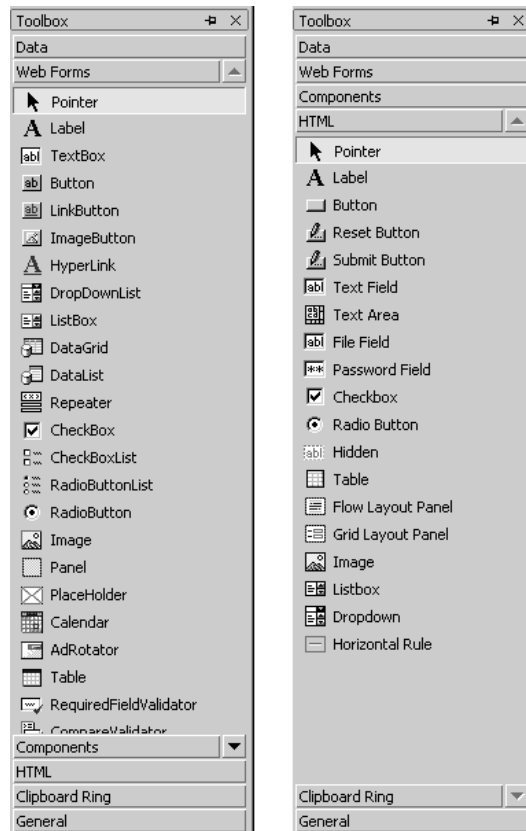 Toolbox
Data
Web Forms
Pointer
Label
TextBox
Button
LinkButton
ImageButton
HyperLink
DropDownList
ListBox
DataGrid
DataList
Repeater
CheckBox
CheckBoxList
RadioButtonList
RadioButton
Image
Panel
PlaceHolder
Calendar
AdRotator
Table
RequiredFieldValidator
CompareValidator
Components
HTML
Clipboard Ring
General
Toolbox
Data
Web Forms
Components
HTML
Pointer
Label
Button
Reset Button
Submit Button
Text Field
Text Area
File Field
Password Field
Checkbox
Radio Button
Hidden
Table
Flow Layout Panel
Grid Layout Panel
Image
Listbox
Dropdown
Horizontal Rule
Clipboard Ring
General